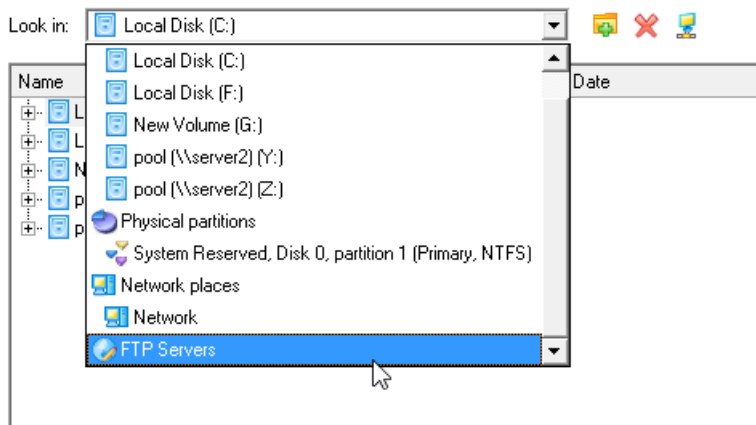 Look in: Local Disk (C:)
Name Date
Local Disk (C:)
Local Disk (F:)
New Volume (G:)
pool (\\server2) (Y:)
pool (\\server2) (Z:)
Physical partitions
System Reserved, Disk 0, partition 1 (Primary, NTFS)
Network places
Network
FTP Servers
L
L
N
p
p